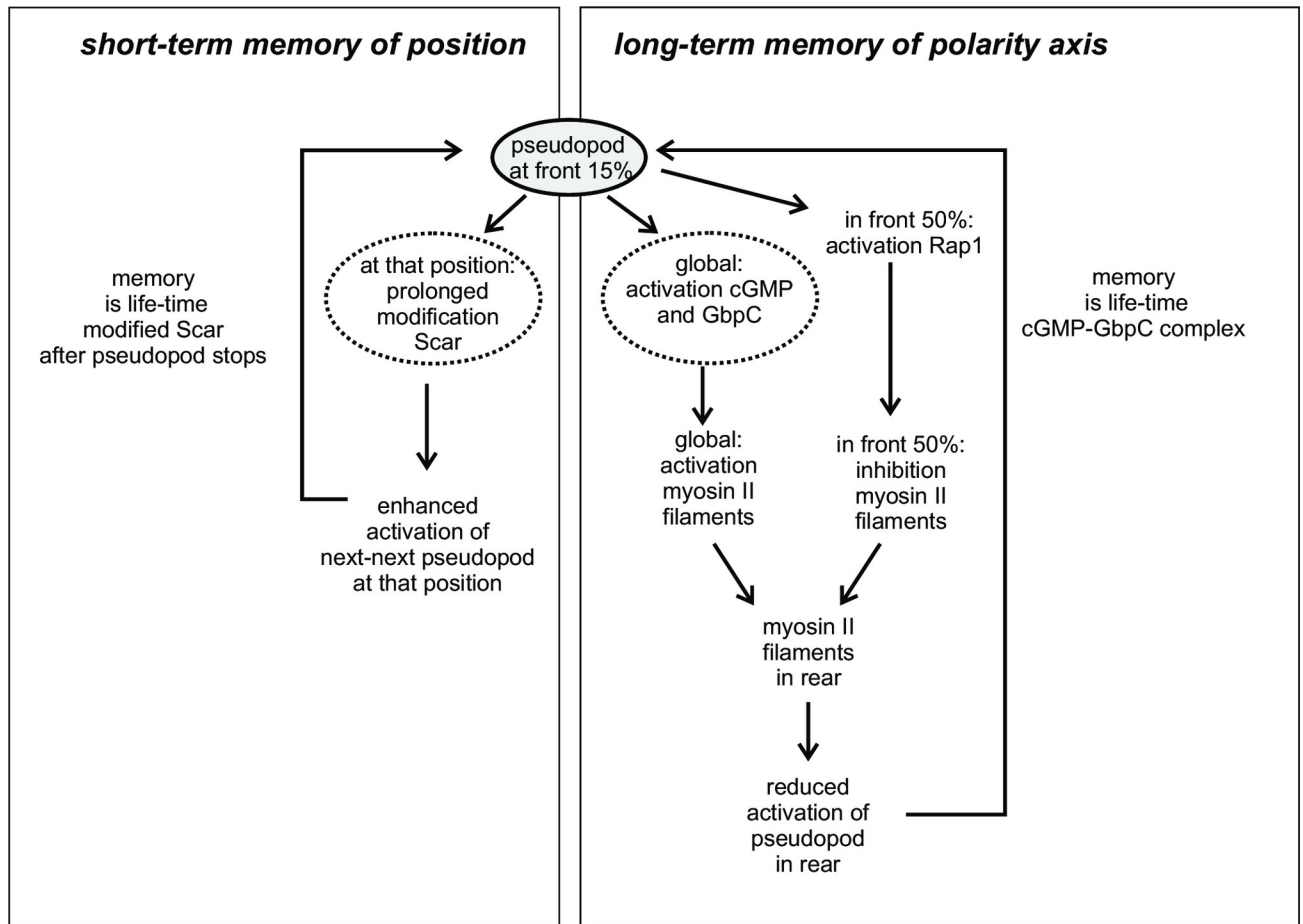 short-term memory of position
long-term memory of polarity axis
pseudopod
at front 15%
at that position:
prolonged
modification
Scar
memory
is life-time
modified Scar
after pseudopod stops
enhanced
activation of
next-next pseudopod
at that position
global:
activation cGMP
and GbpC
in front 50%:
activation Rap1
memory
is life-time
cGMP-GbpC complex
global:
activation
myosin II
filaments
in front 50%:
inhibition
myosin II
filaments
myosin II
filaments
in rear
reduced
activation of
pseudopod
in rear